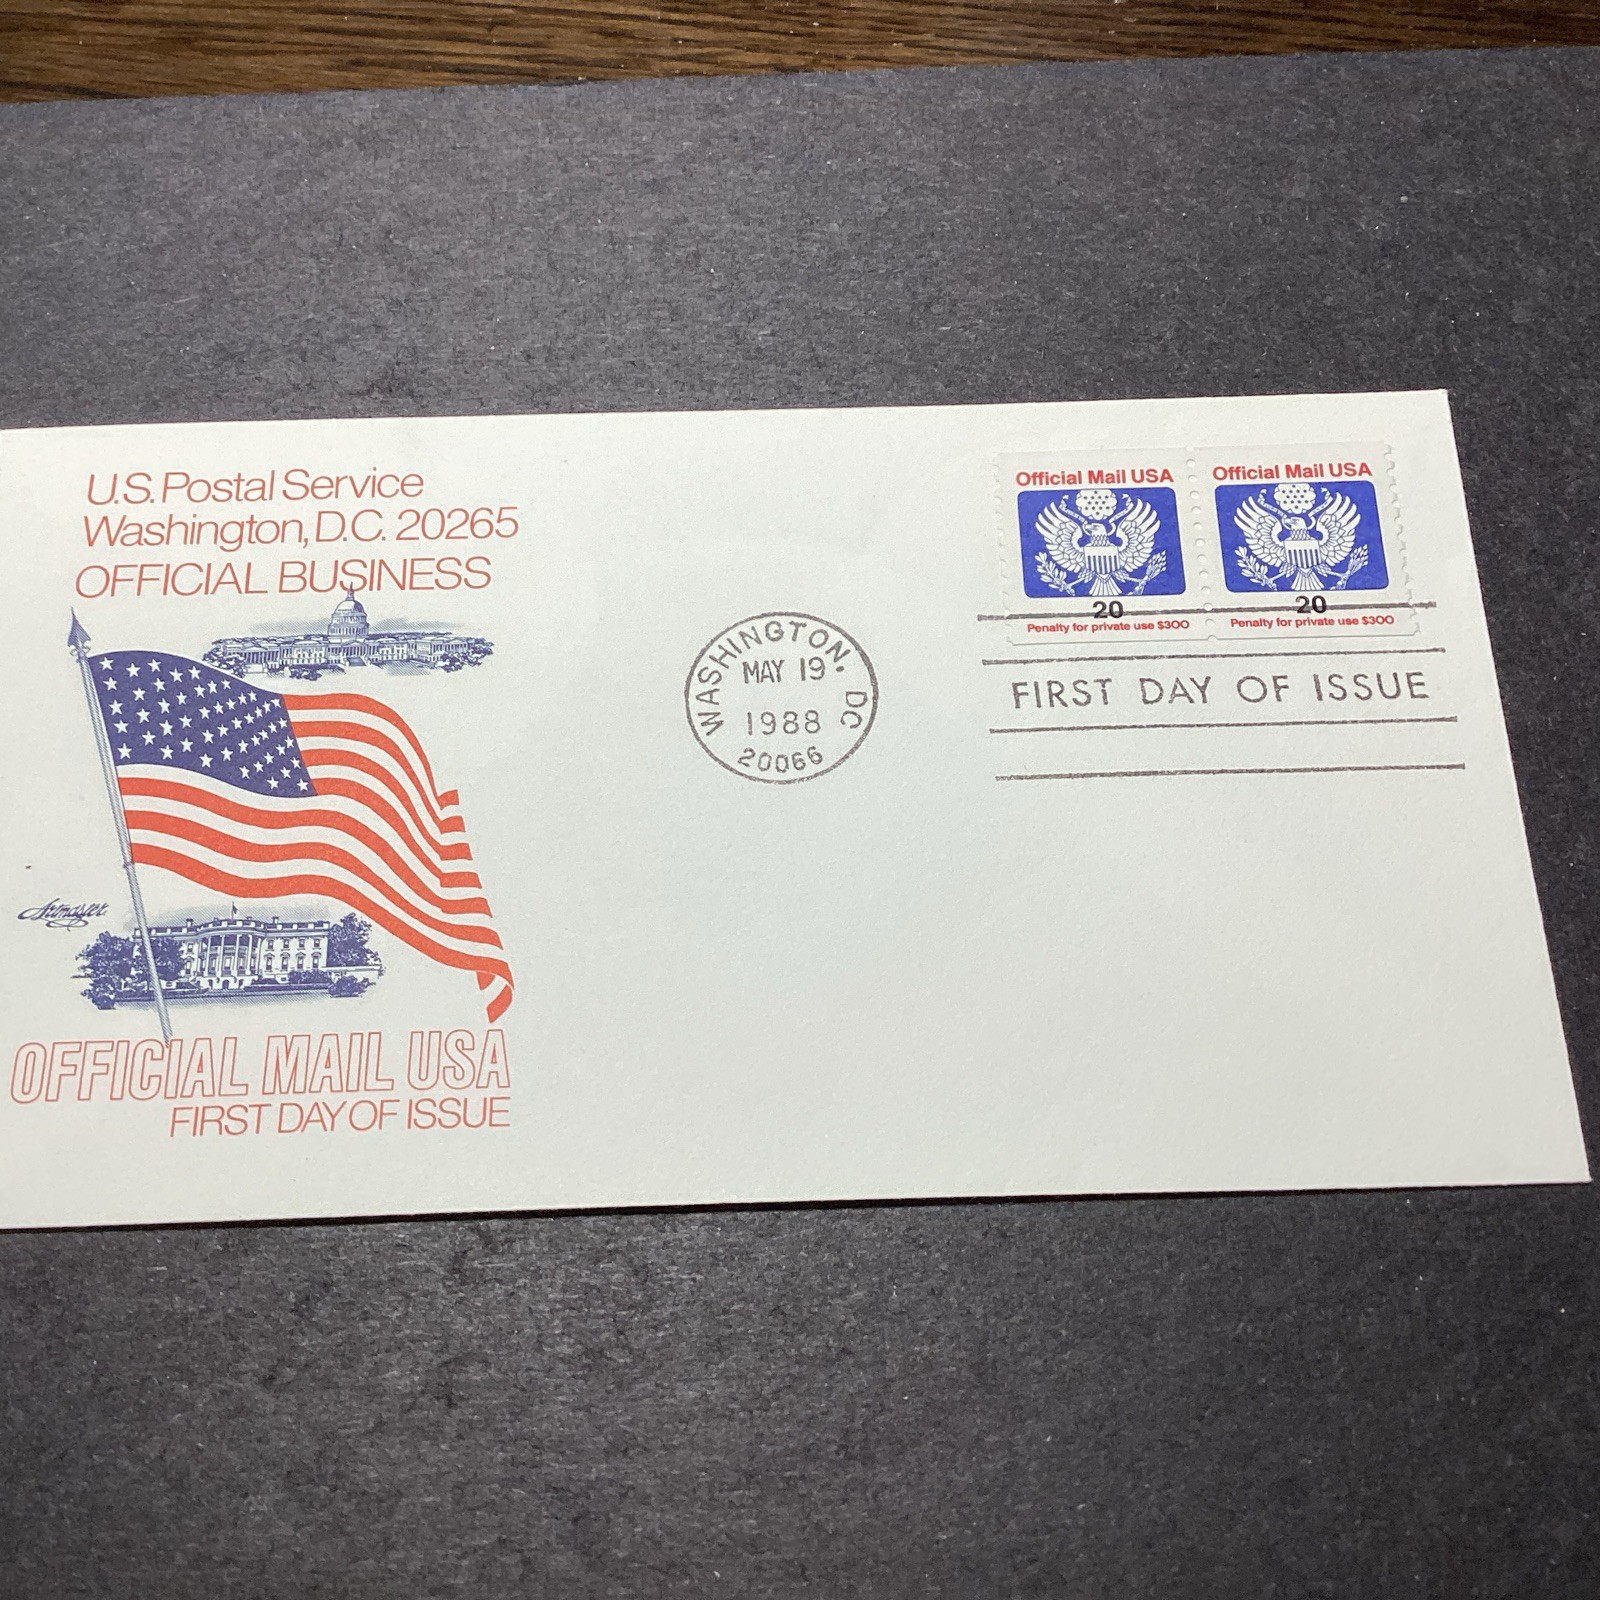 U.S. Postal Service
Washington, D.C. 20265
OFFICIAL BUSINESS
Artmaster
OFFICIAL MAIL USA
FIRST DAY OF ISSUE
WASHINGTON, DC
MAY 19
1988
20066
Official Mail USA
20
Penalty for private use $300
Official Mail USA
20
Penalty for private use $300
FIRST DAY OF ISSUE